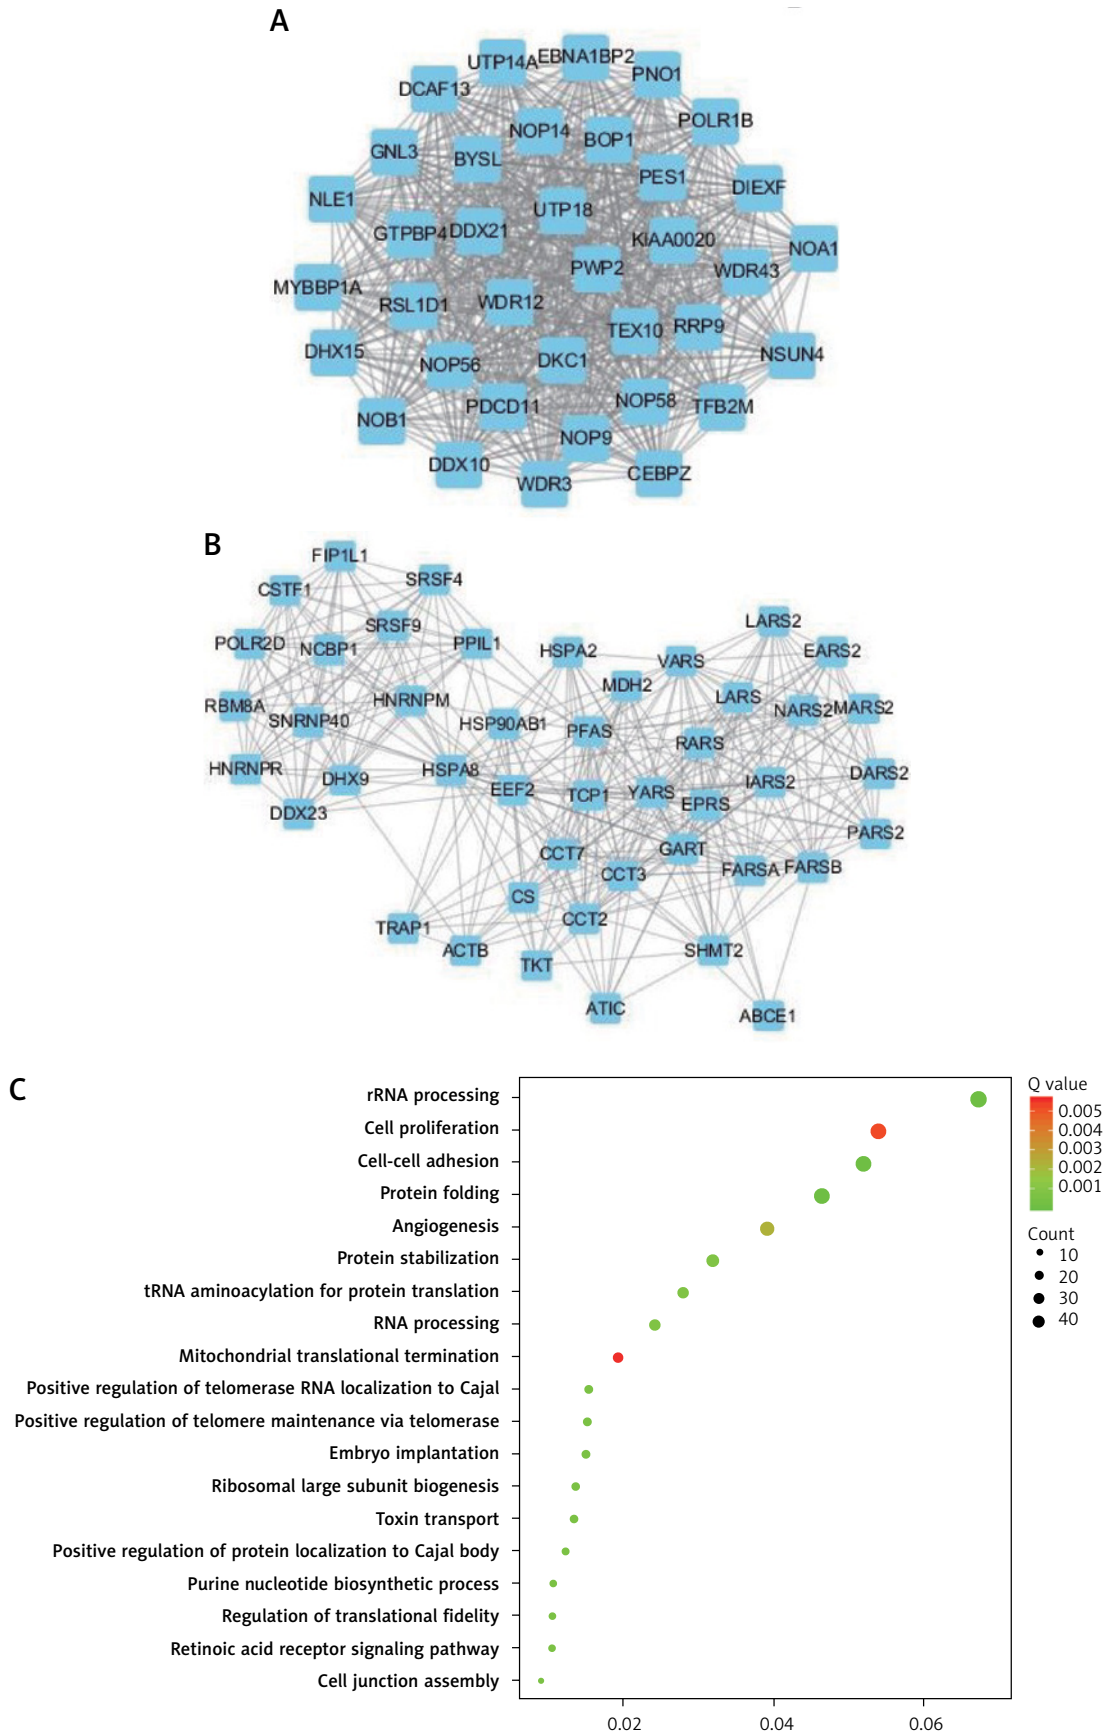 A
UTP14A EBNA1BP2
PNO1
DCAF13
POLR1B
NOP14 BOP1
GNL3 BYSL
PES1 DIEXF
NLE1
UTP18
GTPBP4 DDX21 KIAA0020 NOA1
PWP2 WDR43
MYBBP1A
RSL1D1 WDR12
TEX10 RRP9
DHX15 NOP56 DKC1 NSUN4
PDCD11 NOP58 TFB2M
NOB1
NOP9
DDX10
WDR3 CEBPZ
B
FIP1L1
CSTF1 SRSF4
SRSF9 LARS2
POLR2D NCBP1 PPIL1 HSPA2 VARS EARS2
MDH2
RBM8A HNRNPM LARS NARS2 MARS2
SNRNP40 HSP90AB1 PFAS
RARS
HNRNPR DHX9 HSPA8 IARS2 DARS2
EEF2 TCP1 YARS EPRS
DDX23
PARS2
CCT7 GART
CCT3 FARSA FARSB
CS
CCT2
TRAP1
ACTB SHMT2
TKT
ATIC ABCE1
C
rRNA processing
Cell proliferation
Cell-cell adhesion
Protein folding
Angiogenesis
Protein stabilization
tRNA aminoacylation for protein translation
RNA processing
Mitochondrial translational termination
Positive regulation of telomerase RNA localization to Cajal
Positive regulation of telomere maintenance via telomerase
Embryo implantation
Ribosomal large subunit biogenesis
Toxin transport
Positive regulation of protein localization to Cajal body
Purine nucleotide biosynthetic process
Regulation of translational fidelity
Retinoic acid receptor signaling pathway
Cell junction assembly
0.02 0.04 0.06
Q value
0.005
0.004
0.003
0.002
0.001
Count
10
20
30
40